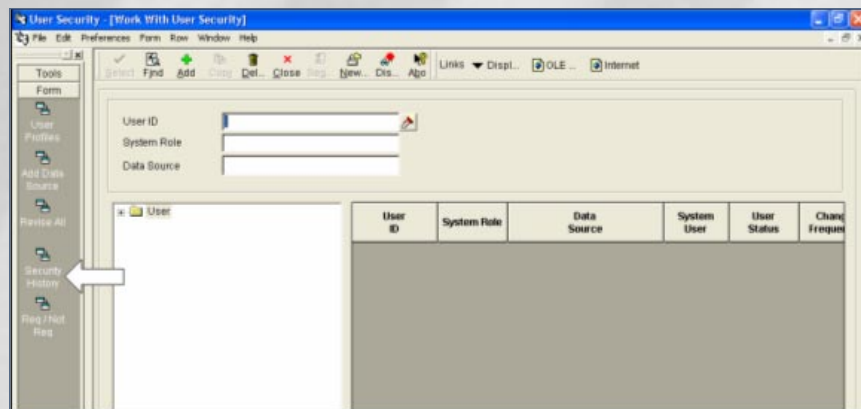 User Security - [Work With User Security]
File Edit Preferences Form Row Window Help
Tools
Form
User Profiles
Add Data Source
Revise All
Security History
Req / Not Req
Select Find Add Copy Del... Close New... Dis... Abo Links Displ... OLE ... Internet
User ID
System Role
Data Source
User
User ID
System Role
Data Source
System User
User Status
Chang Frequen